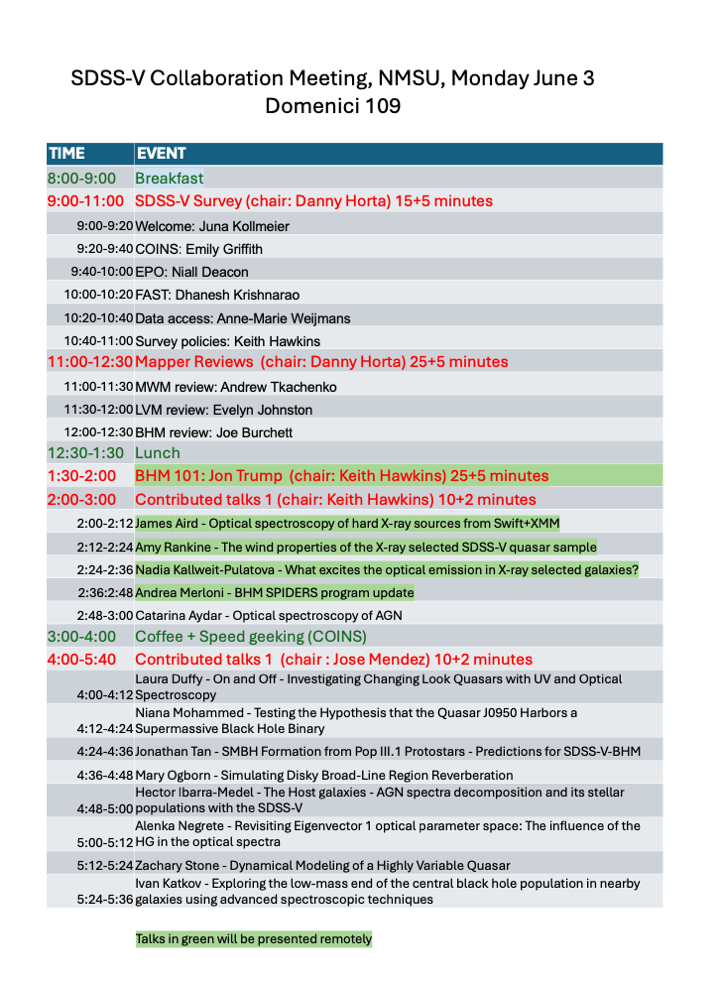 SDSS-V Collaboration Meeting, NMSU, Monday June 3
Domenici 109
TIME EVENT
8:00-9:00 Breakfast
9:00-11:00 SDSS-V Survey (chair: Danny Horta) 15+5 minutes
9:00-9:20 Welcome: Juna Kollmeier
9:20-9:40 COINS: Emily Griffith
9:40-10:00 EPO: Niall Deacon
10:00-10:20 FAST: Dhanesh Krishnarao
10:20-10:40 Data access: Anne-Marie Weijmans
10:40-11:00 Survey policies: Keith Hawkins
11:00-12:30 Mapper Reviews (chair: Danny Horta) 25+5 minutes
11:00-11:30 MWM review: Andrew Tkachenko
11:30-12:00 LVM review: Evelyn Johnston
12:00-12:30 BHM review: Joe Burchett
12:30-1:30 Lunch
1:30-2:00 BHM 101: Jon Trump (chair: Keith Hawkins) 25+5 minutes
2:00-3:00 Contributed talks 1 (chair: Keith Hawkins) 10+2 minutes
2:00-2:12 James Aird - Optical spectroscopy of hard X-ray sources from Swift+XMM
2:12-2:24 Amy Rankine - The wind properties of the X-ray selected SDSS-V quasar sample
2:24-2:36 Nadia Kallweit-Pulatova - What excites the optical emission in X-ray selected galaxies?
2:36:2:48 Andrea Merloni - BHM SPIDERS program update
2:48-3:00 Catarina Aydar - Optical spectroscopy of AGN
3:00-4:00 Coffee + Speed geeking (COINS)
4:00-5:40 Contributed talks 1 (chair : Jose Mendez) 10+2 minutes
Laura Duffy - On and Off - Investigating Changing Look Quasars with UV and Optical
4:00-4:12 Spectroscopy
Niana Mohammed - Testing the Hypothesis that the Quasar J0950 Harbors a
4:12-4:24 Supermassive Black Hole Binary
4:24-4:36 Jonathan Tan - SMBH Formation from Pop III.1 Protostars - Predictions for SDSS-V-BHM
4:36-4:48 Mary Ogborn - Simulating Disky Broad-Line Region Reverberation
Hector Ibarra-Medel - The Host galaxies - AGN spectra decomposition and its stellar
4:48-5:00 populations with the SDSS-V
Alenka Negrete - Revisiting Eigenvector 1 optical parameter space: The influence of the
5:00-5:12 HG in the optical spectra
5:12-5:24 Zachary Stone - Dynamical Modeling of a Highly Variable Quasar
Ivan Katkov - Exploring the low-mass end of the central black hole population in nearby
5:24-5:36 galaxies using advanced spectroscopic techniques
Talks in green will be presented remotely